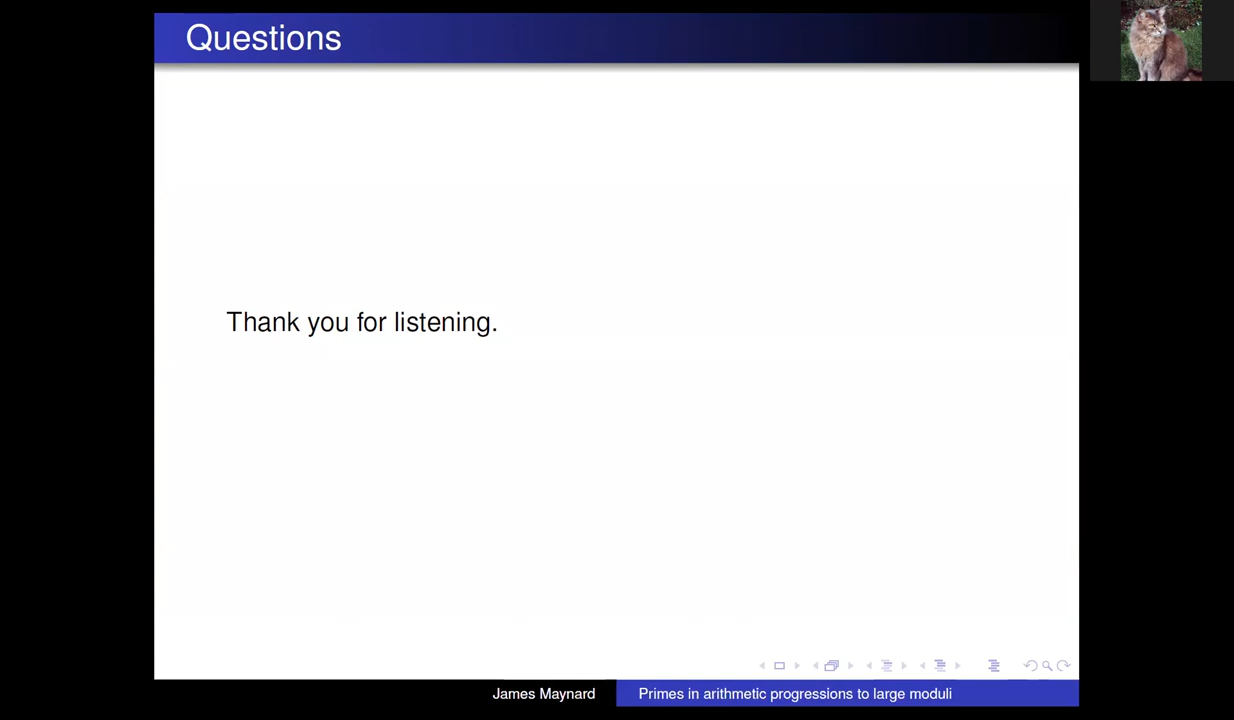 Questions
Thank you for listening.
James Maynard
Primes in arithmetic progressions to large moduli